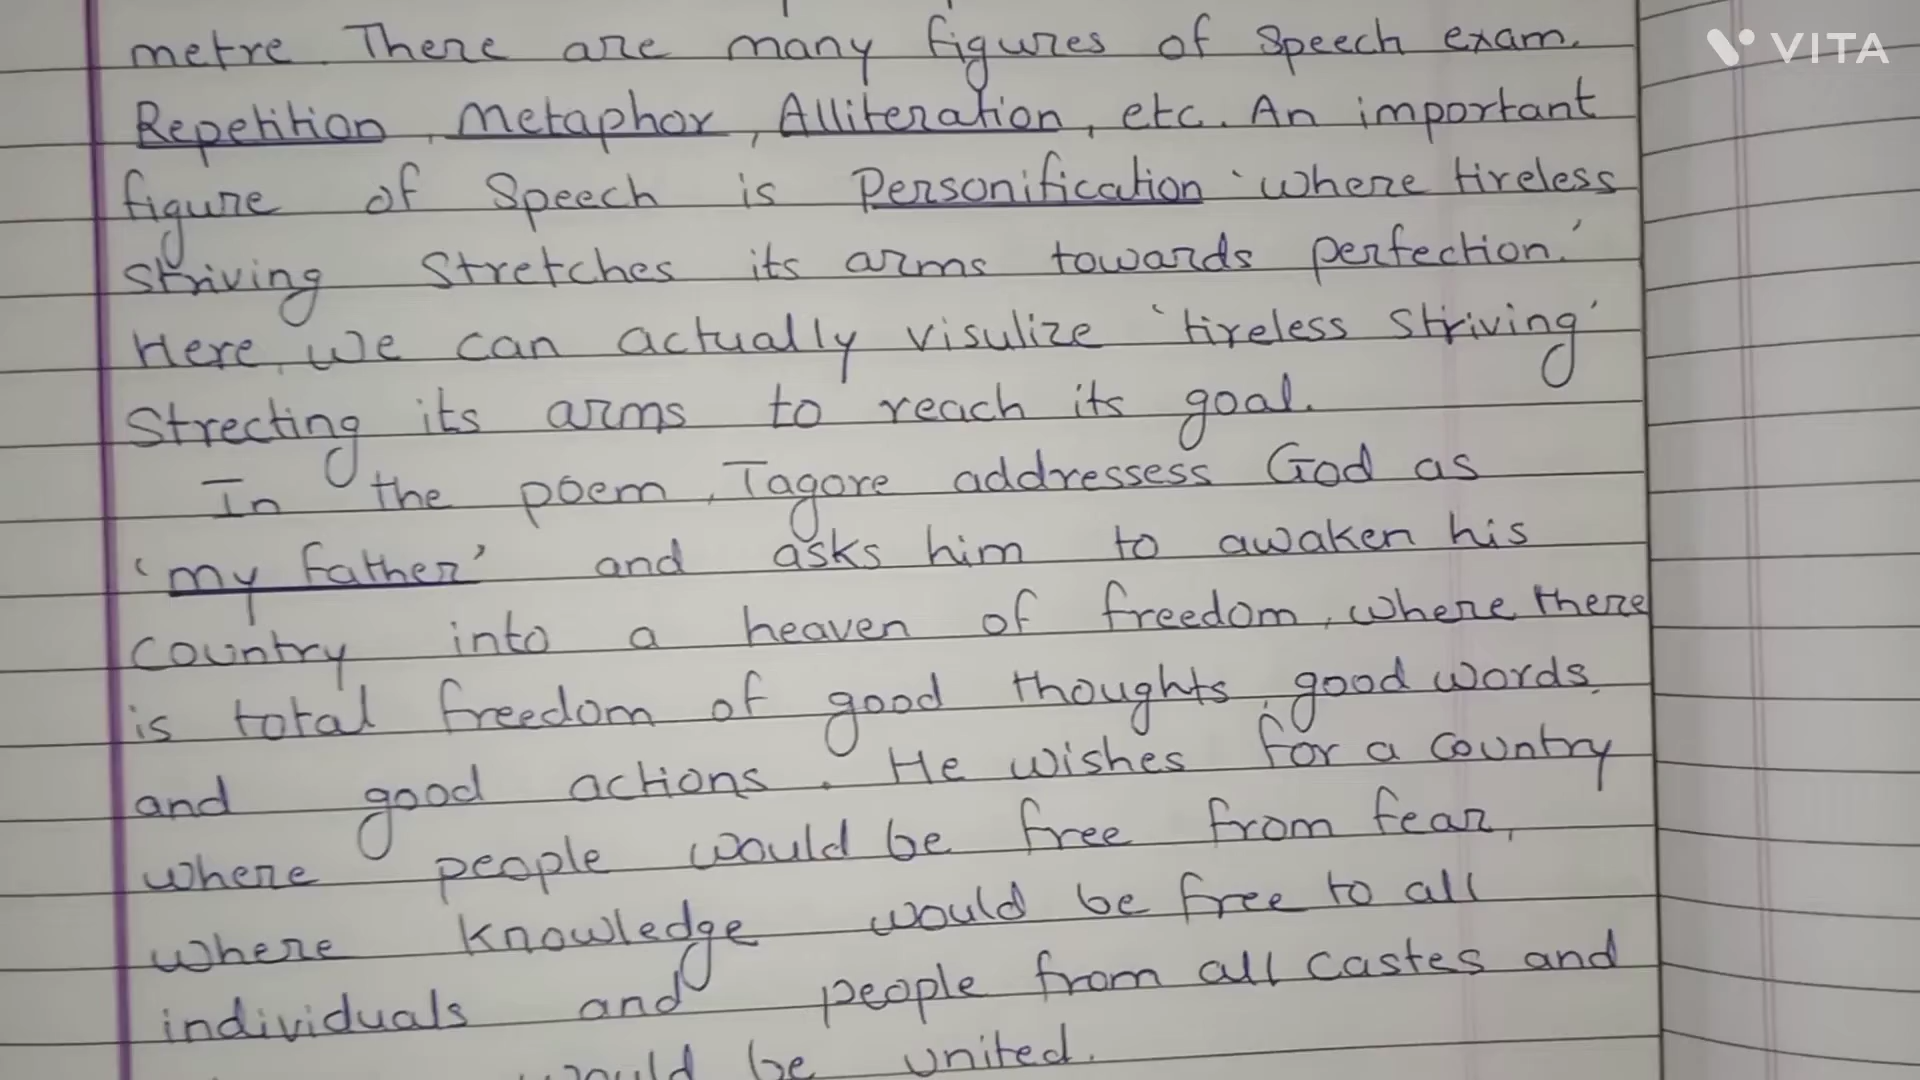 metre. There are many figures of speech exam.
VITA
Repetition, Metaphor, Alliteration, etc. An important
figure of speech is Personification 'where tireless
striving stretches its arms towards perfection.'
Here, we can actually visulize 'tireless striving'
Strecting its arms to reach its goal.
In the poem, Tagore addressess God as
'my father' and asks him to awaken his
country into a heaven of freedom, where there
is total freedom of good thoughts, good words,
and good actions. He wishes for a country
where people would be free from fear,
where knowledge would be free to all
individuals and people from all castes and
would be united.